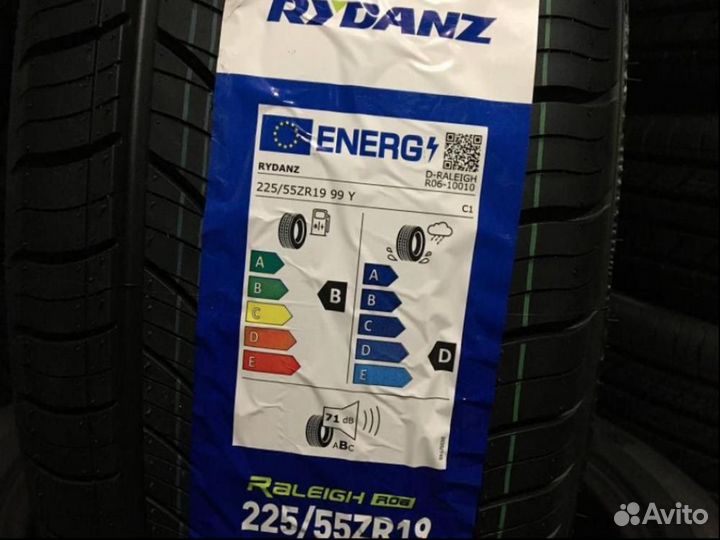 RYDANZ
ENERG
RYDANZ
D-RALEIGH
R06-10010
225/55ZR19 99 Y
C1
A
B
C
D
E
B
A
B
C
D
E
D
71 dB
ABC
RALEIGH R06
225/55ZR19
Avito